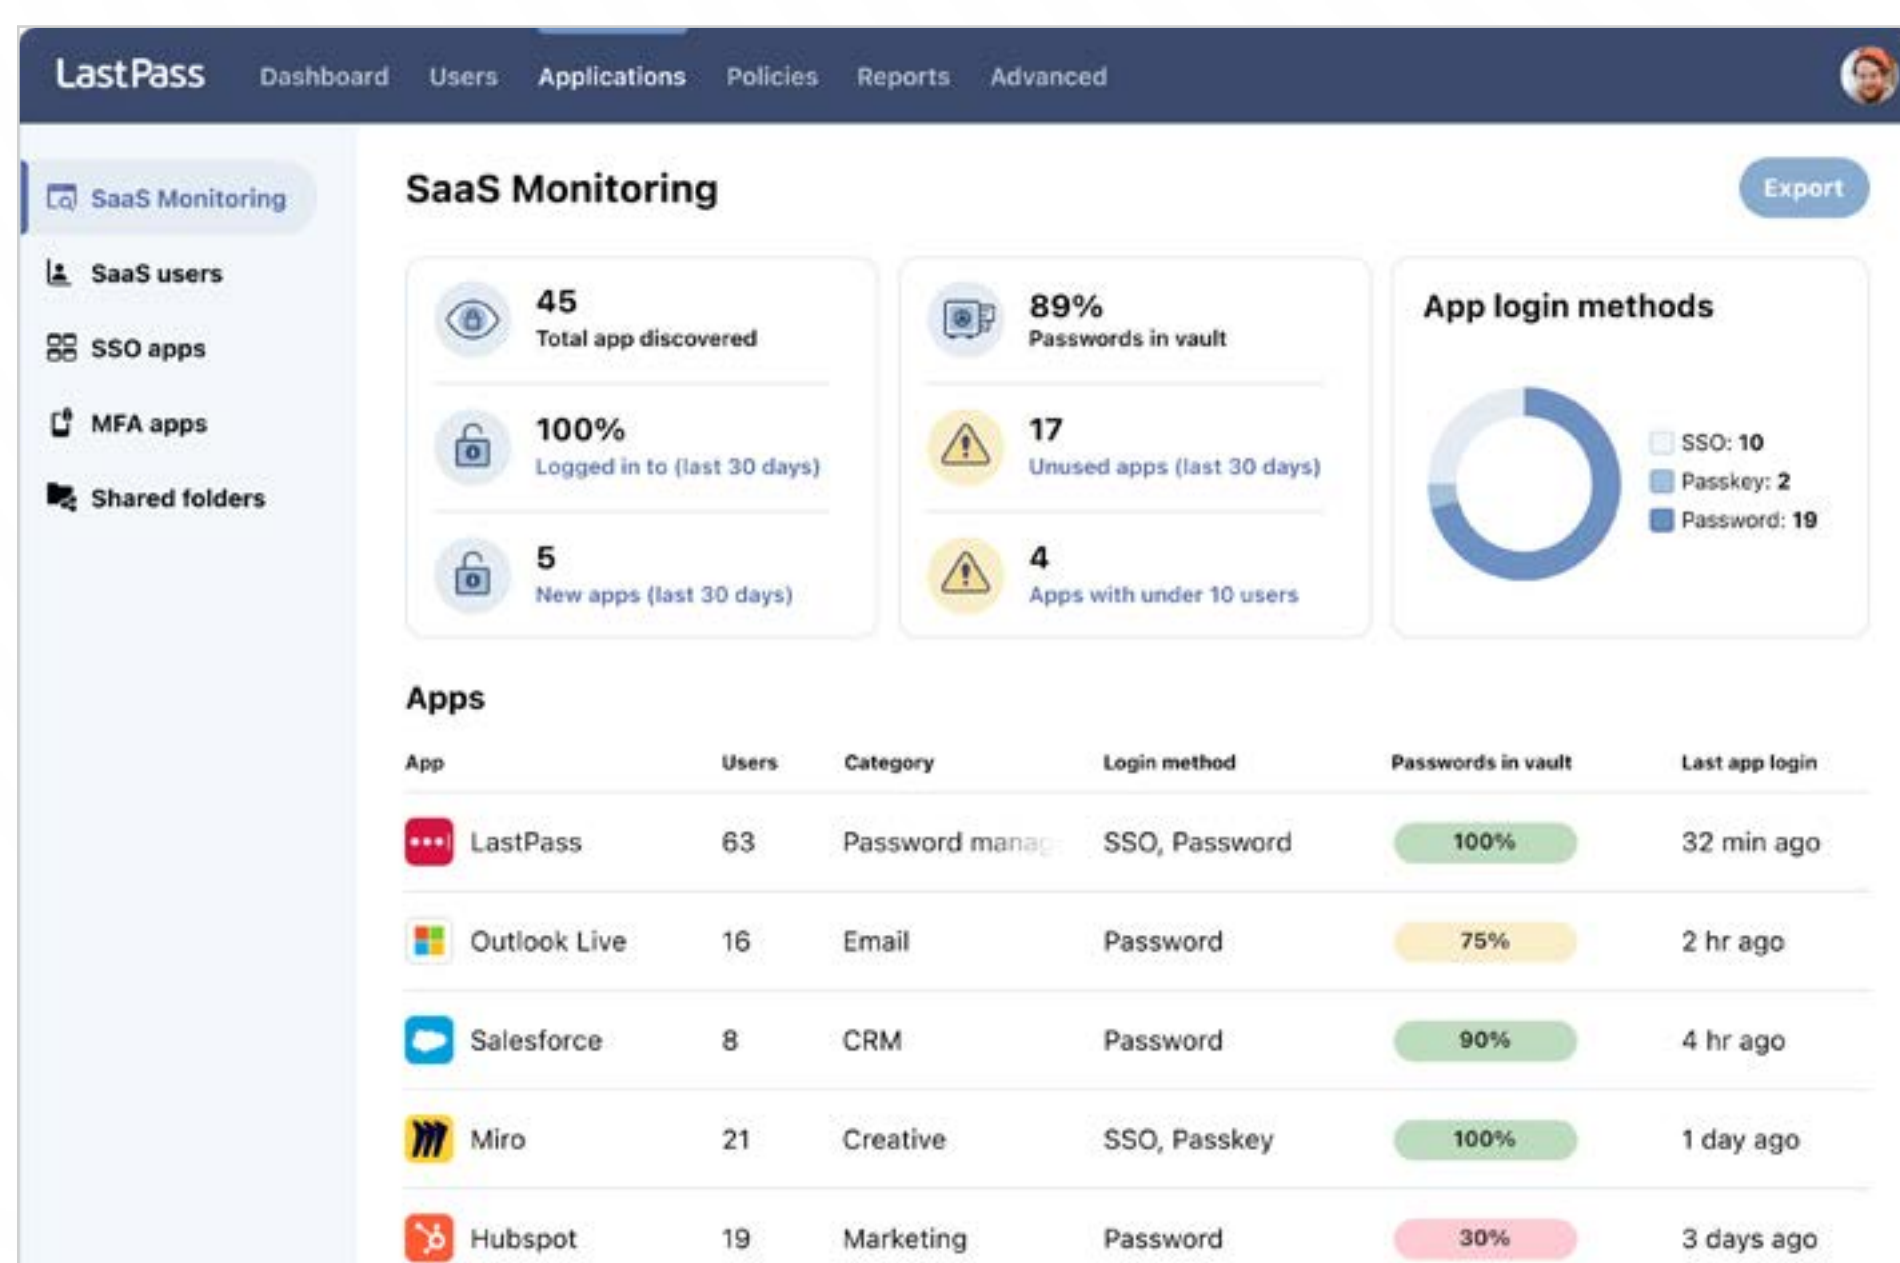 LastPass Dashboard Users Applications Policies Reports Advanced
SaaS Monitoring
SaaS users
SSO apps
MFA apps
Shared folders
SaaS Monitoring
Export
45
Total app discovered
100%
Logged in to (last 30 days)
5
New apps (last 30 days)
89%
Passwords in vault
17
Unused apps (last 30 days)
4
Apps with under 10 users
App login methods
SSO: 10
Passkey: 2
Password: 19
Apps
App Users Category Login method Passwords in vault Last app login
LastPass 63 Password manag SSO, Password 100% 32 min ago
Outlook Live 16 Email Password 75% 2 hr ago
Salesforce 8 CRM Password 90% 4 hr ago
Miro 21 Creative SSO, Passkey 100% 1 day ago
Hubspot 19 Marketing Password 30% 3 days ago